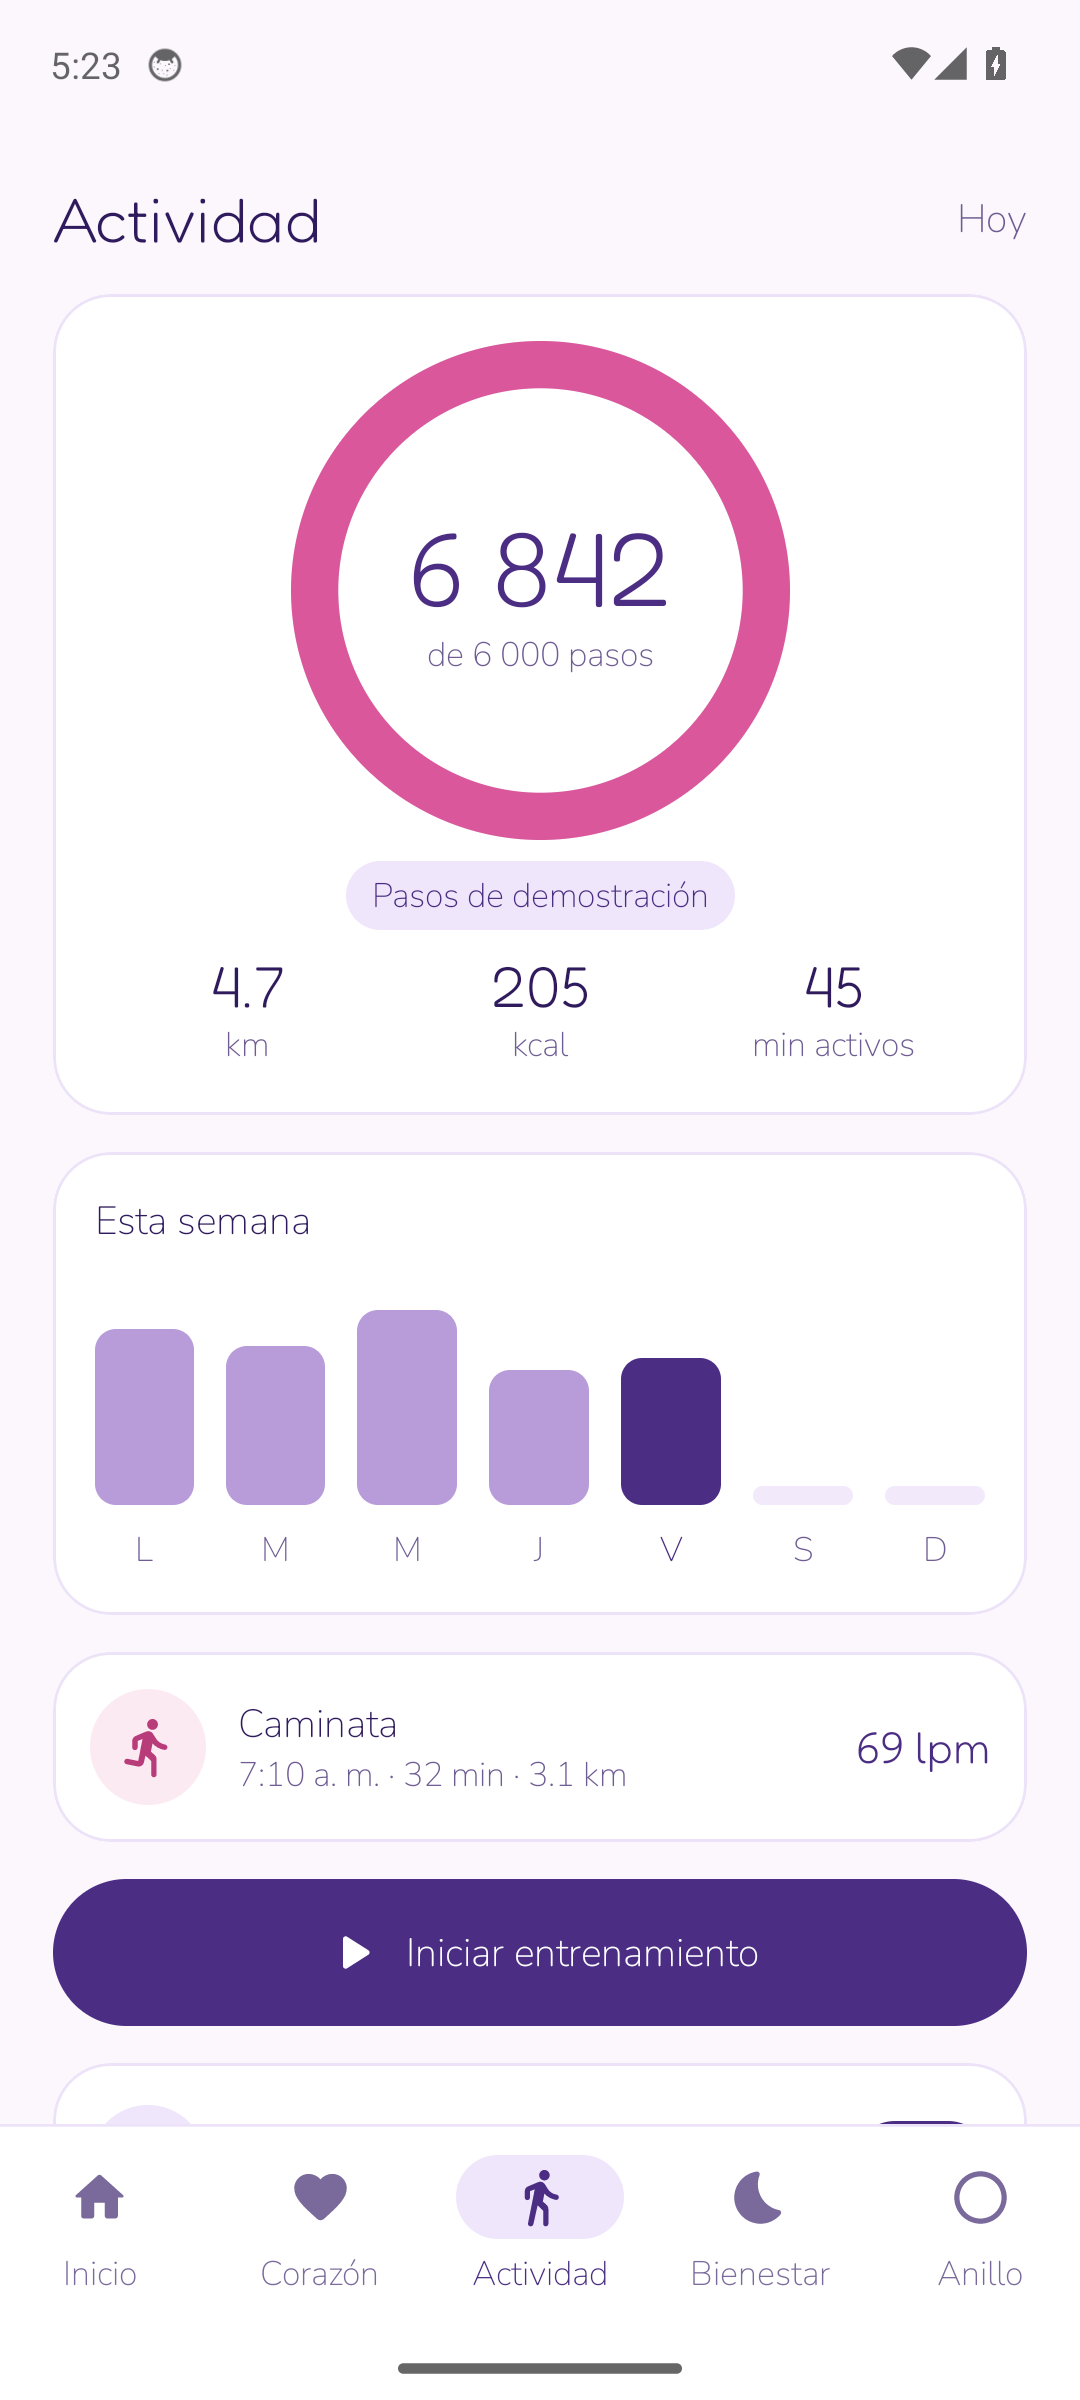 5:23
Actividad
Hoy
6 842
de 6 000 pasos
Pasos de demostración
4.7
205
45
km
kcal
min activos
Esta semana
L M M J V S D
Caminata
7:10 a. m. · 32 min · 3.1 km
69 lpm
Iniciar entrenamiento
Inicio
Corazón
Actividad
Bienestar
Anillo